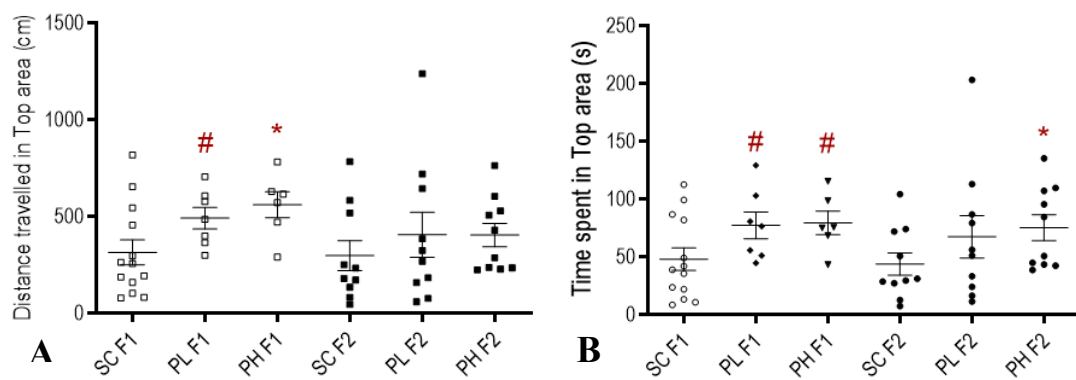 Distance travelled in Top area (cm)
1500
1000
500
0
#
*
SC F1
PL F1
PH F1
SC F2
PL F2
PH F2
A
Time spent in Top area (s)
250
200
150
100
50
0
#
#
*
SC F1
PL F1
PH F1
SC F2
PL F2
PH F2
B